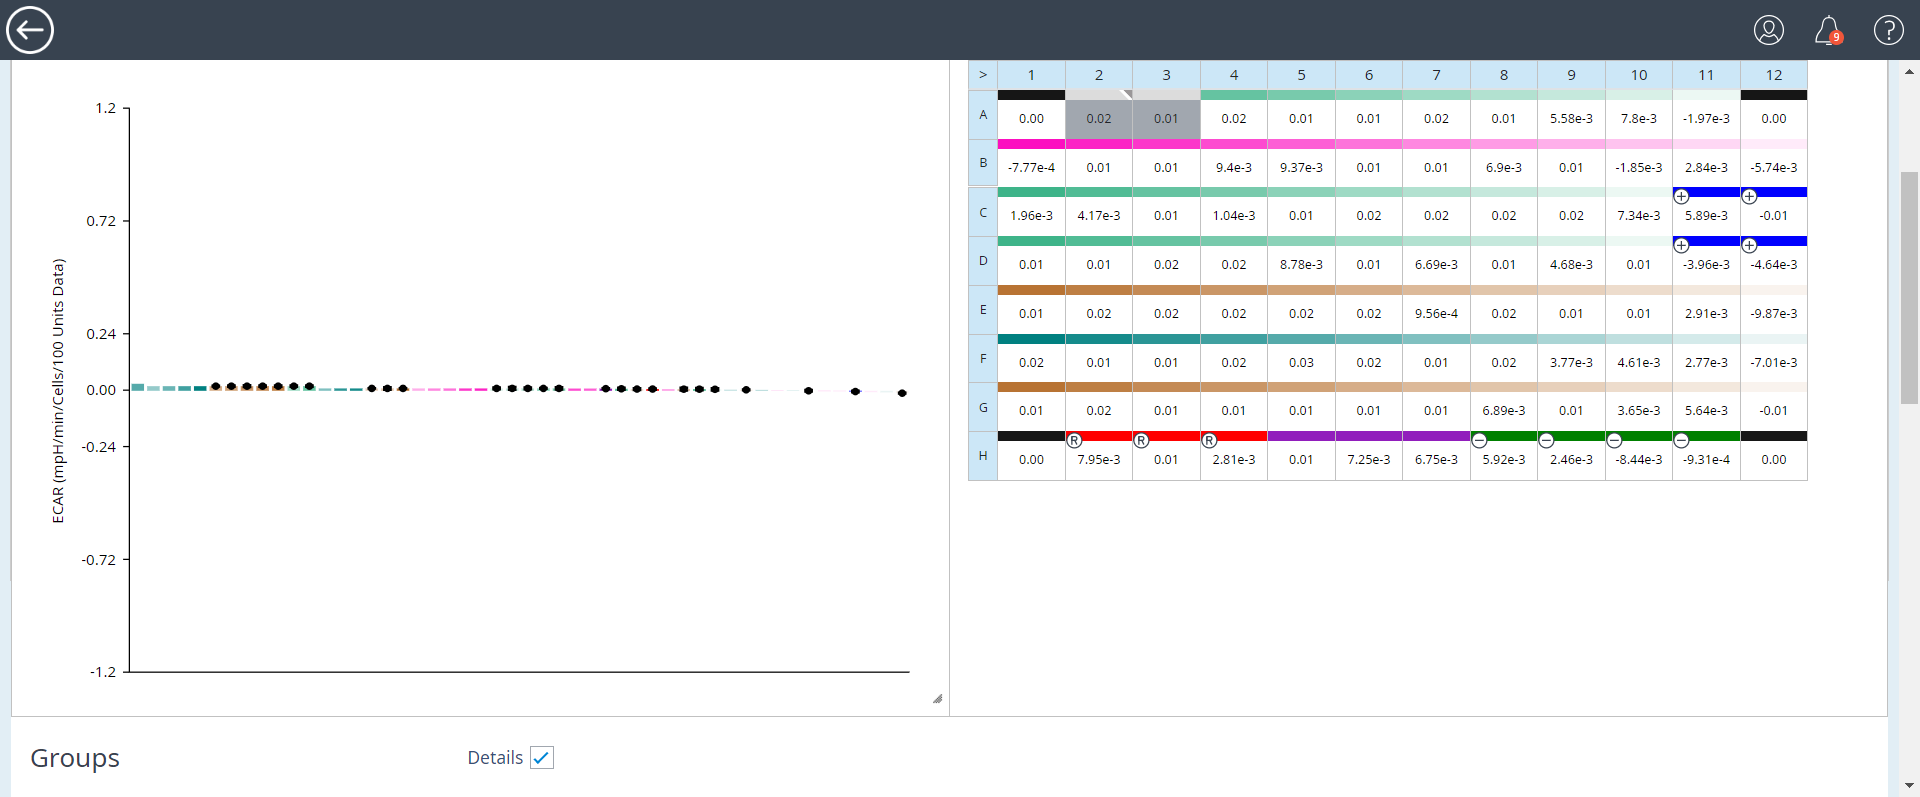 9
1.2
0.72
0.24
0.00
-0.24
-0.72
-1.2
ECAR (mpH/min/Cells/100 Units Data)
> 1 2 3 4 5 6 7 8 9 10 11 12
A 0.00 0.02 0.01 0.02 0.01 0.01 0.02 0.01 5.58e-3 7.8e-3 -1.97e-3 0.00
B -7.77e-4 0.01 0.01 9.4e-3 9.37e-3 0.01 0.01 6.9e-3 0.01 -1.85e-3 2.84e-3 -5.74e-3
+ +
C 1.96e-3 4.17e-3 0.01 1.04e-3 0.01 0.02 0.02 0.02 0.02 7.34e-3 5.89e-3 -0.01
+ +
D 0.01 0.01 0.02 0.02 8.78e-3 0.01 6.69e-3 0.01 4.68e-3 0.01 -3.96e-3 -4.64e-3
E 0.01 0.02 0.02 0.02 0.02 0.02 9.56e-4 0.02 0.01 0.01 2.91e-3 -9.87e-3
F 0.02 0.01 0.01 0.02 0.03 0.02 0.01 0.02 3.77e-3 4.61e-3 2.77e-3 -7.01e-3
G 0.01 0.02 0.01 0.01 0.01 0.01 0.01 6.89e-3 0.01 3.65e-3 5.64e-3 -0.01
R R R − − − −
H 0.00 7.95e-3 0.01 2.81e-3 0.01 7.25e-3 6.75e-3 5.92e-3 2.46e-3 -8.44e-3 -9.31e-4 0.00
Groups
Details